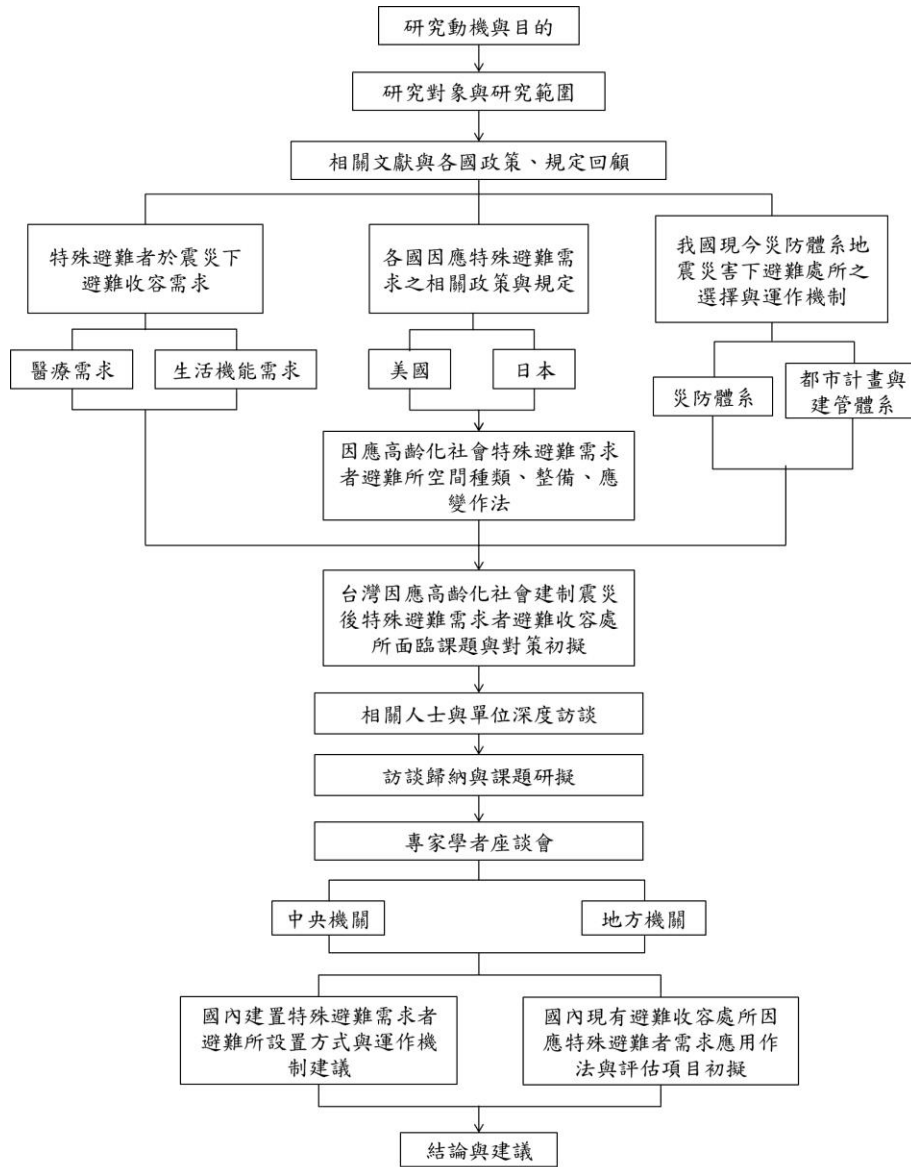 研究動機與目的
研究對象與研究範圍
相關文獻與各國政策、規定回顧
特殊避難者於震災下
避難收容需求
各國因應特殊避難需
求之相關政策與規定
我國現今災防體系地
震災害下避難處所之
選擇與運作機制
醫療需求
生活機能需求
美國
日本
災防體系
都市計畫與
建管體系
因應高齡化社會特殊避難需求
者避難所空間種類、整備、應
變作法
台灣因應高齡化社會建制震災
後特殊避難需求者避難收容處
所面臨課題與對策初擬
相關人士與單位深度訪談
訪談歸納與課題研擬
專家學者座談會
中央機關
地方機關
國內建置特殊避難需求者
避難所設置方式與運作機
制建議
國內現有避難收容處所因
應特殊避難者需求應用作
法與評估項目初擬
結論與建議